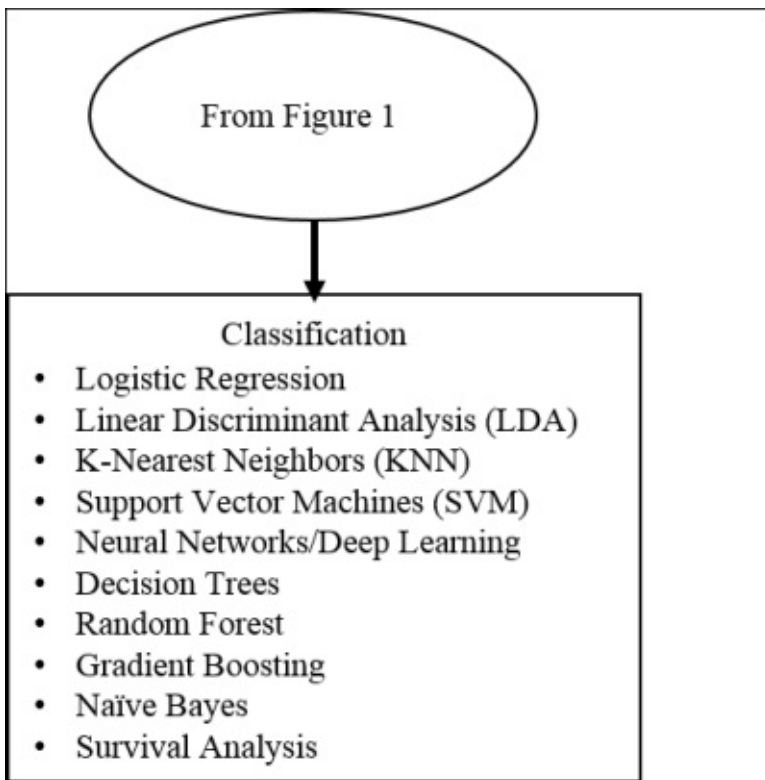 From Figure 1
Classification
• Logistic Regression
• Linear Discriminant Analysis (LDA)
• K-Nearest Neighbors (KNN)
• Support Vector Machines (SVM)
• Neural Networks/Deep Learning
• Decision Trees
• Random Forest
• Gradient Boosting
• Naïve Bayes
• Survival Analysis